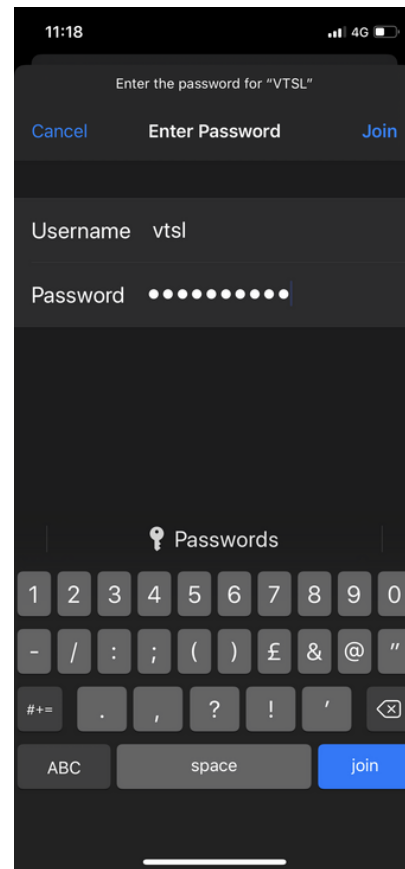 11:18 4G
Enter the password for “VTSL”
Cancel Enter Password Join
Username vtsl
Password ●●●●●●●●●●
Passwords
1 2 3 4 5 6 7 8 9 0
- / : ; ( ) £ & @ "
#+= . , ? ! ’
ABC space join